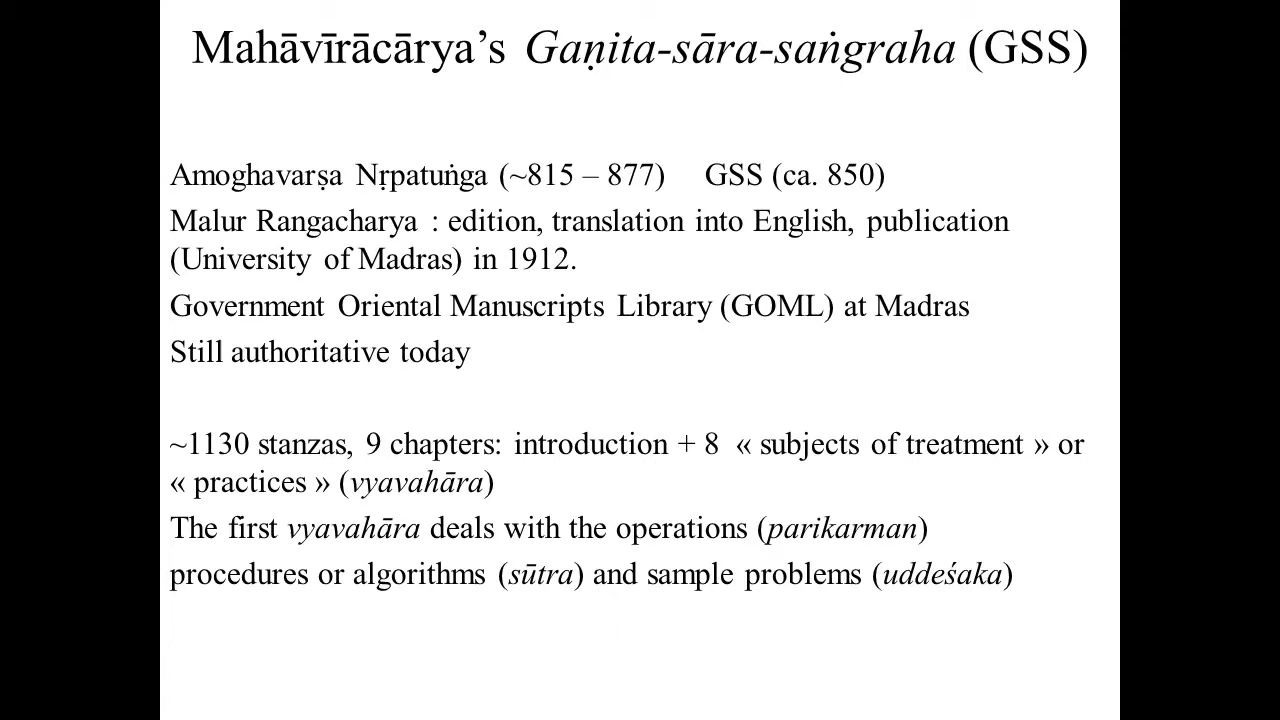 Mahāvīrācārya’s Gaṇita-sāra-saṅgraha (GSS)
Amoghavarṣa Nṛpatuṅga (~815 – 877) GSS (ca. 850)
Malur Rangacharya : edition, translation into English, publication
(University of Madras) in 1912.
Government Oriental Manuscripts Library (GOML) at Madras
Still authoritative today
~1130 stanzas, 9 chapters: introduction + 8 « subjects of treatment » or
« practices » (vyavahāra)
The first vyavahāra deals with the operations (parikarman)
procedures or algorithms (sūtra) and sample problems (uddeśaka)